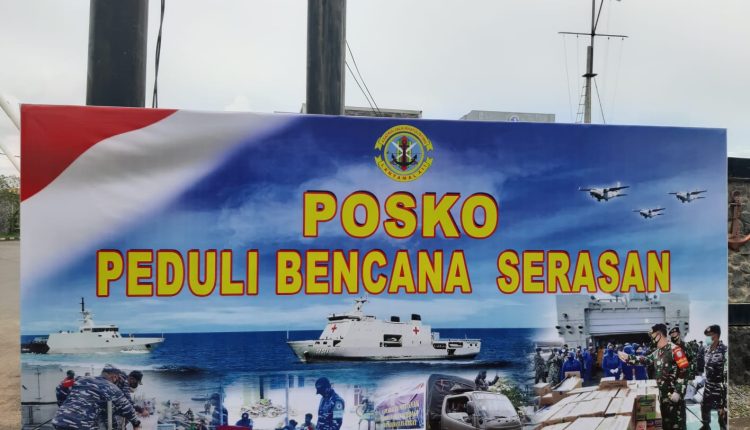 POSKO
PEDULI BENCANA SERASAN